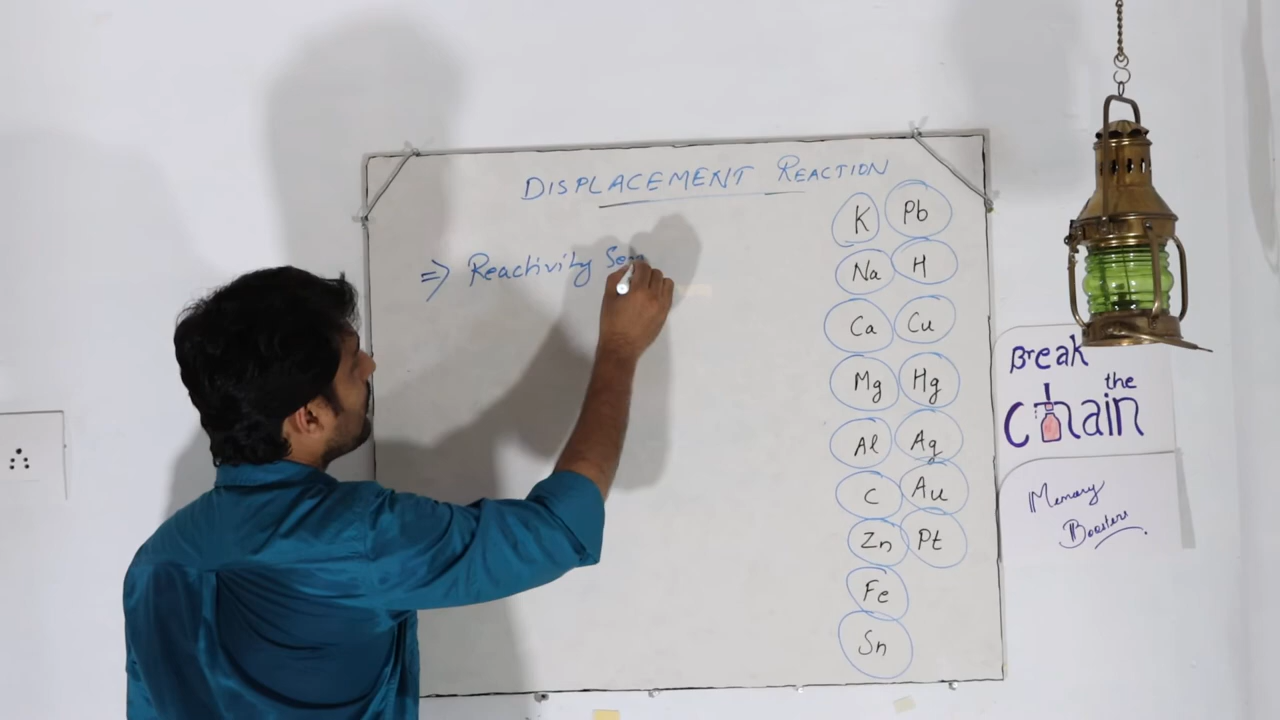 DISPLACEMENT REACTION
⇒ Reactivity Se
K Pb
Na H
Ca Cu
Mg Hg
Al Ag
C Au
Zn Pt
Fe
Sn
Break
the
Chain
Memory
Boosters